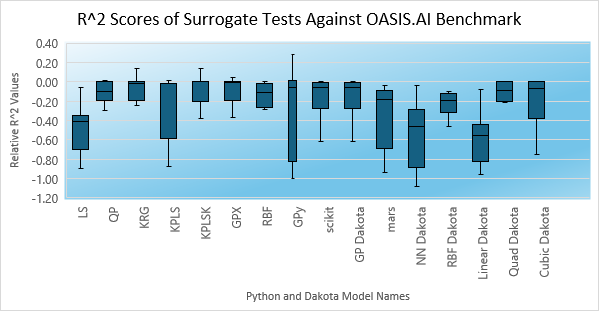 R^2 Scores of Surrogate Tests Against OASIS.AI Benchmark
0.40
0.20
0.00
-0.20
-0.40
-0.60
-0.80
-1.00
-1.20
Relative R^2 Values
LS
QP
KRG
KPLS
KPLSK
GPX
RBF
GPy
scikit
GP Dakota
mars
NN Dakota
RBF Dakota
Linear Dakota
Quad Dakota
Cubic Dakota
Python and Dakota Model Names